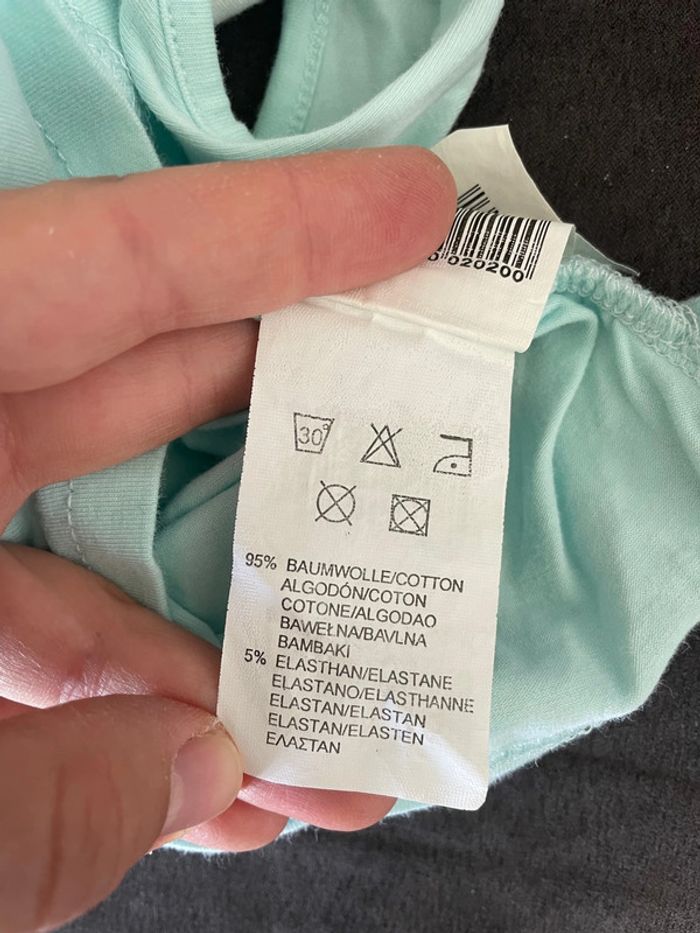 020200
30°
95% BAUMWOLLE/COTTON
ALGODÓN/COTON
COTONE/ALGODAO
BAWEŁNA/BAVLNA
BAMBAKI
5% ELASTHAN/ELASTANE
ELASTANO/ELASTHANNE
ELASTAN/ELASTAN
ELASTAN/ELASTEN
ΕΛΑΣΤΑΝ